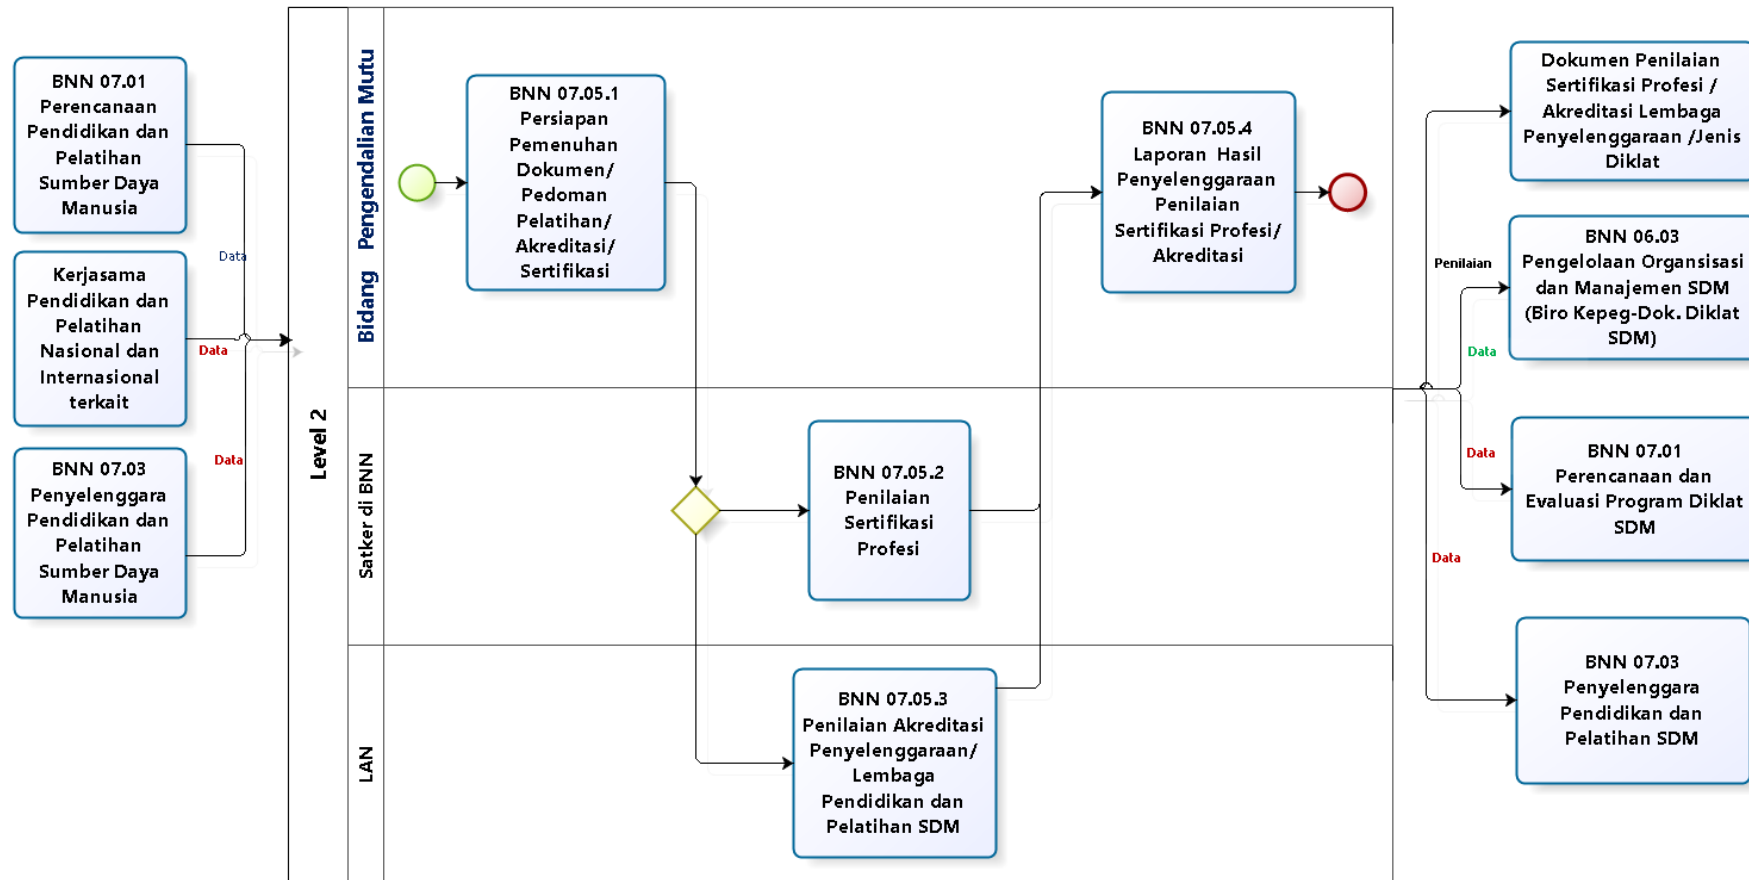 BNN 07.01
Perencanaan
Pendidikan dan
Pelatihan
Sumber Daya
Manusia
Data
Kerjasama
Pendidikan dan
Pelatihan
Nasional dan
Internasional
terkait
Data
BNN 07.03
Penyelenggara
Pendidikan dan
Pelatihan
Sumber Daya
Manusia
Data
Level 2
Bidang Pengendalian Mutu
BNN 07.05.1
Persiapan
Pemenuhan
Dokumen/
Pedoman
Pelatihan/
Akreditasi/
Sertifikasi
BNN 07.05.4
Laporan Hasil
Penyelenggaraan
Penilaian
Sertifikasi Profesi/
Akreditasi
Satker di BNN
BNN 07.05.2
Penilaian
Sertifikasi
Profesi
LAN
BNN 07.05.3
Penilaian Akreditasi
Penyelenggaraan/
Lembaga
Pendidikan dan
Pelatihan SDM
Dokumen Penilaian
Sertifikasi Profesi /
Akreditasi Lembaga
Penyelenggaraan /Jenis
Diklat
Penilaian
BNN 06.03
Pengelolaan Organsisasi
dan Manajemen SDM
(Biro Kepeg-Dok. Diklat
SDM)
Data
BNN 07.01
Perencanaan dan
Evaluasi Program Diklat
SDM
Data
BNN 07.03
Penyelenggara
Pendidikan dan
Pelatihan SDM
Data